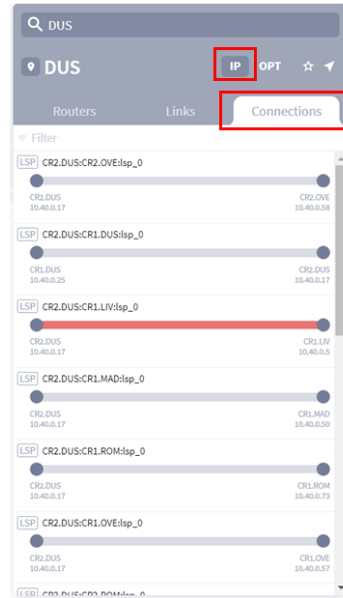 DUS
DUS IP OPT
Routers Links Connections
Filter
LSP CR2.DUS:CR2.OVE:lsp_0
CR2.DUS CR2.OVE
10.40.0.17 10.40.0.58
LSP CR2.DUS:CR1.DUS:lsp_0
CR1.DUS CR2.DUS
10.40.0.25 10.40.0.17
LSP CR2.DUS:CR1.LIV:lsp_0
CR2.DUS CR1.LIV
10.40.0.17 10.40.0.5
LSP CR2.DUS:CR1.MAD:lsp_0
CR2.DUS CR1.MAD
10.40.0.17 10.40.0.50
LSP CR2.DUS:CR1.ROM:lsp_0
CR2.DUS CR1.ROM
10.40.0.17 10.40.0.73
LSP CR2.DUS:CR1.OVE:lsp_0
CR2.DUS CR1.OVE
10.40.0.17 10.40.0.57
LSP CR2.DUS:CR2.ROM:lsp_0